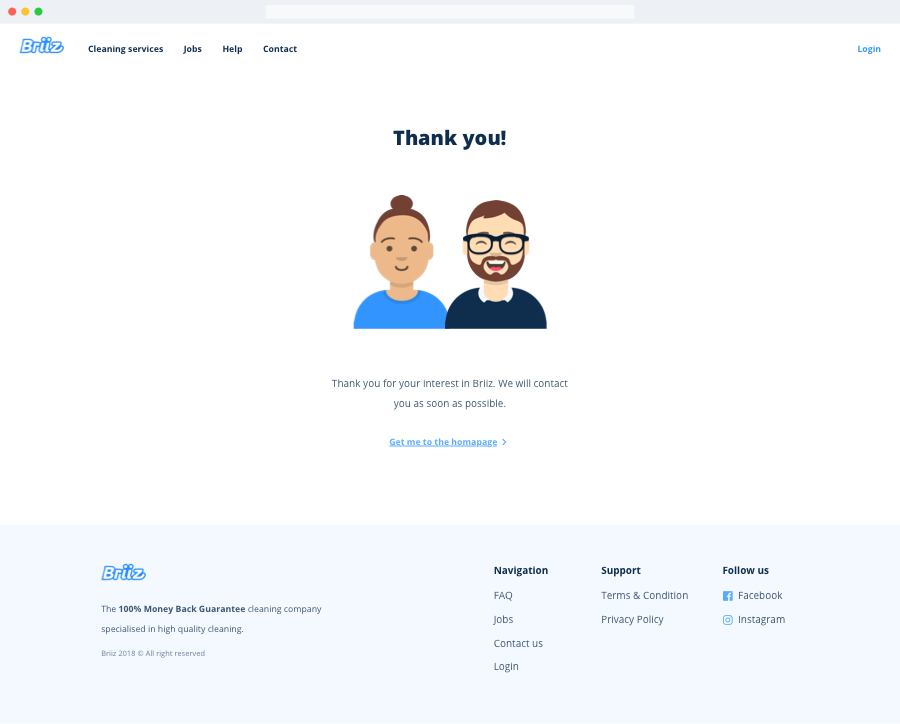 Briiz
Cleaning services Jobs Help Contact Login
Thank you!
Thank you for your interest in Briiz. We will contact
you as soon as possible.
Get me to the homapage
Briiz
The 100% Money Back Guarantee cleaning company
specialised in high quality cleaning.
Briiz 2018 © All right reserved
Navigation
FAQ
Jobs
Contact us
Login
Support
Terms & Condition
Privacy Policy
Follow us
Facebook
Instagram